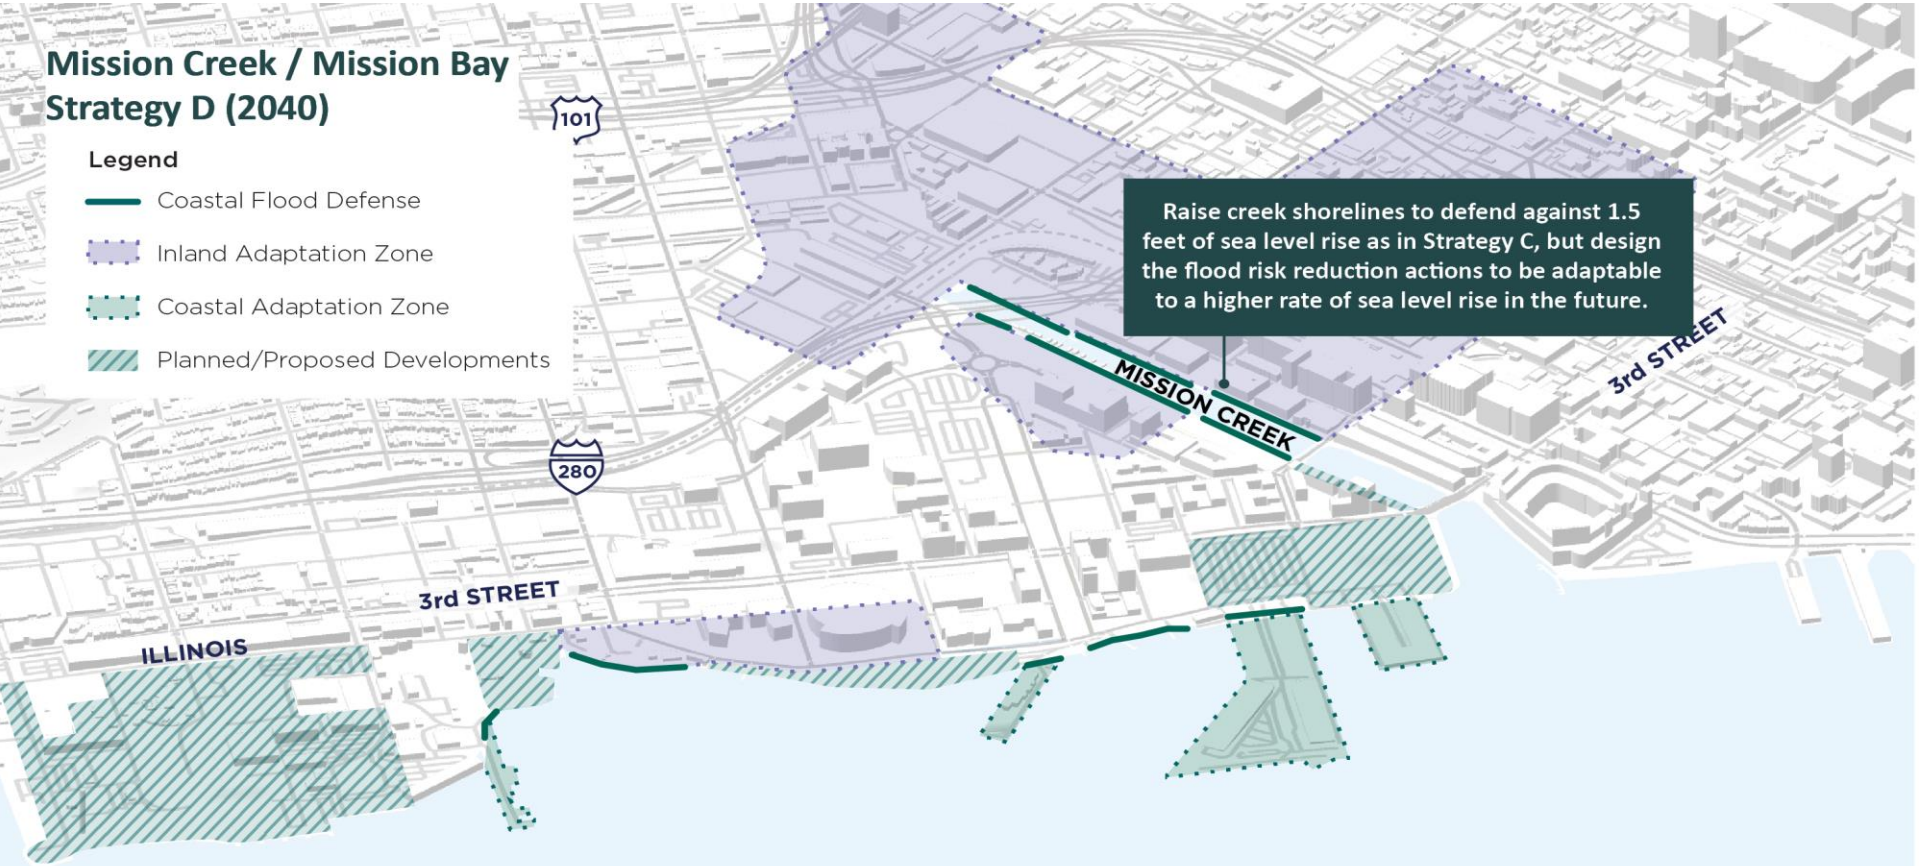 Mission Creek / Mission Bay
Strategy D (2040)
Legend
Coastal Flood Defense
Inland Adaptation Zone
Coastal Adaptation Zone
Planned/Proposed Developments
101
Raise creek shorelines to defend against 1.5
feet of sea level rise as in Strategy C, but design
the flood risk reduction actions to be adaptable
to a higher rate of sea level rise in the future.
3rd STREET
MISSION CREEK
280
3rd STREET
ILLINOIS